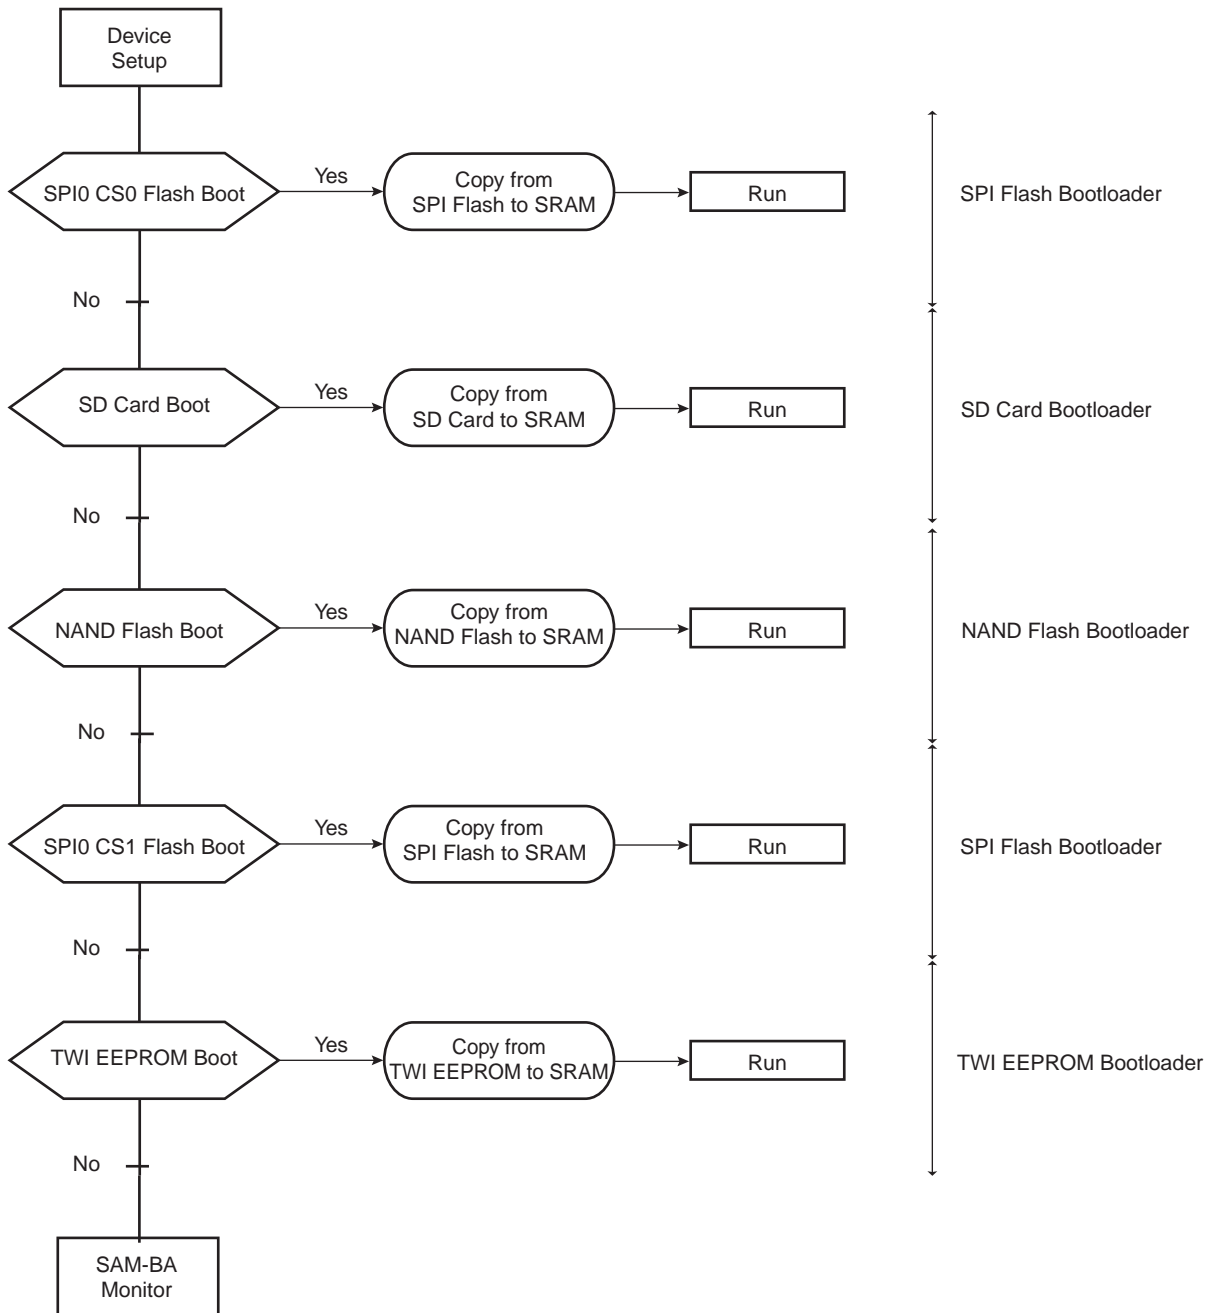 Device
Setup
SPI0 CS0 Flash Boot
Yes
Copy from
SPI Flash to SRAM
Run
SPI Flash Bootloader
No
SD Card Boot
Yes
Copy from
SD Card to SRAM
Run
SD Card Bootloader
No
NAND Flash Boot
Yes
Copy from
NAND Flash to SRAM
Run
NAND Flash Bootloader
No
SPI0 CS1 Flash Boot
Yes
Copy from
SPI Flash to SRAM
Run
SPI Flash Bootloader
No
TWI EEPROM Boot
Yes
Copy from
TWI EEPROM to SRAM
Run
TWI EEPROM Bootloader
No
SAM-BA
Monitor